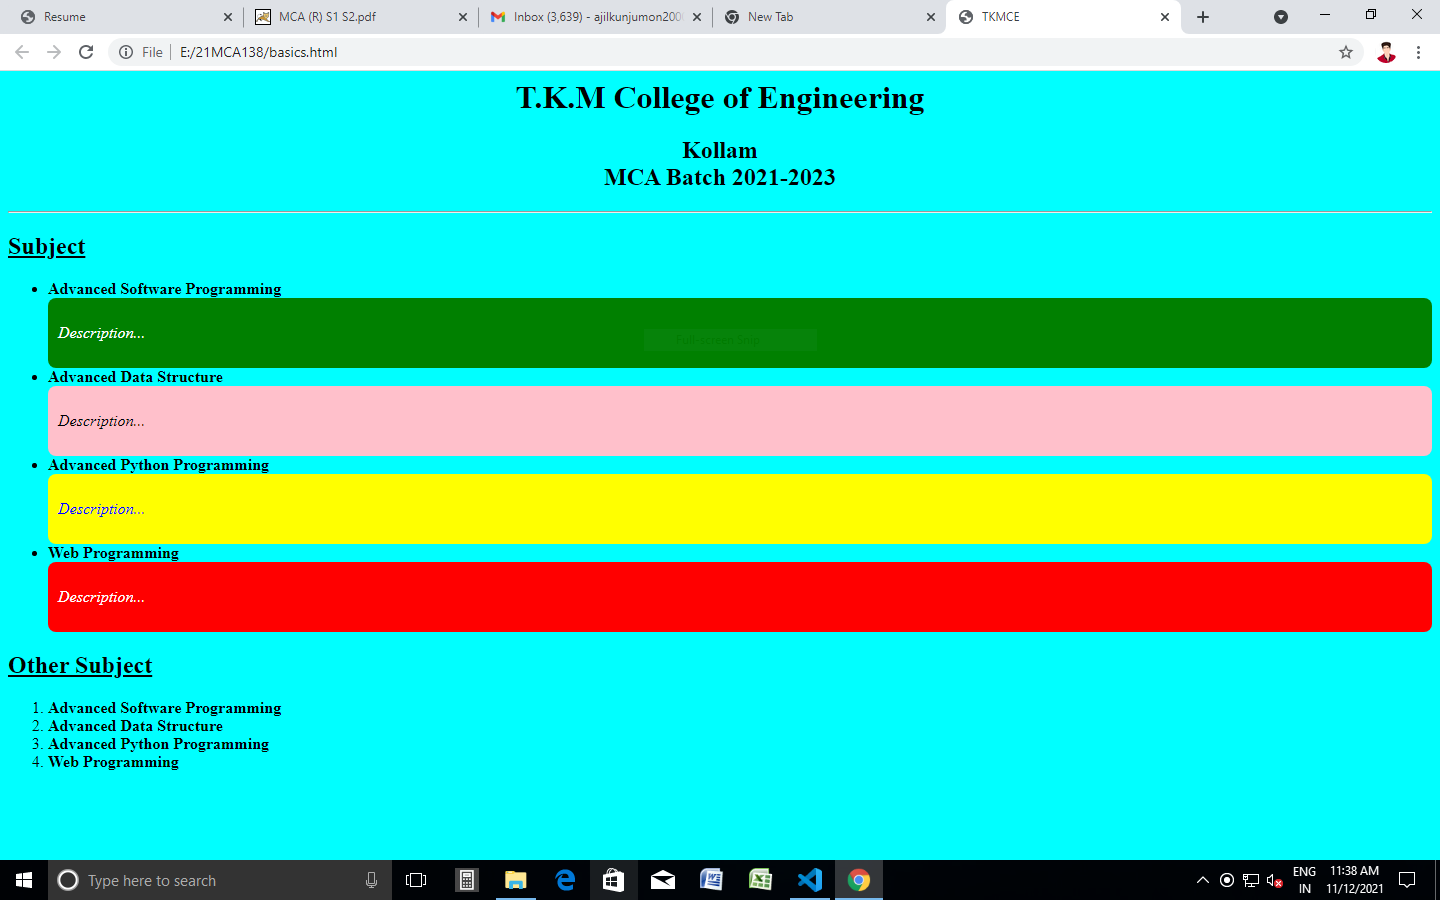 Resume
MCA (R) S1 S2.pdf
Inbox (3,639) - ajilkunjumon200
New Tab
TKMCE
File
E:/21MCA138/basics.html
T.K.M College of Engineering
Kollam
MCA Batch 2021-2023
Subject
Advanced Software Programming
Description...
Full-screen Snip
Advanced Data Structure
Description...
Advanced Python Programming
Description...
Web Programming
Description...
Other Subject
1. Advanced Software Programming
2. Advanced Data Structure
3. Advanced Python Programming
4. Web Programming
Type here to search
ENG
IN
11:38 AM
11/12/2021